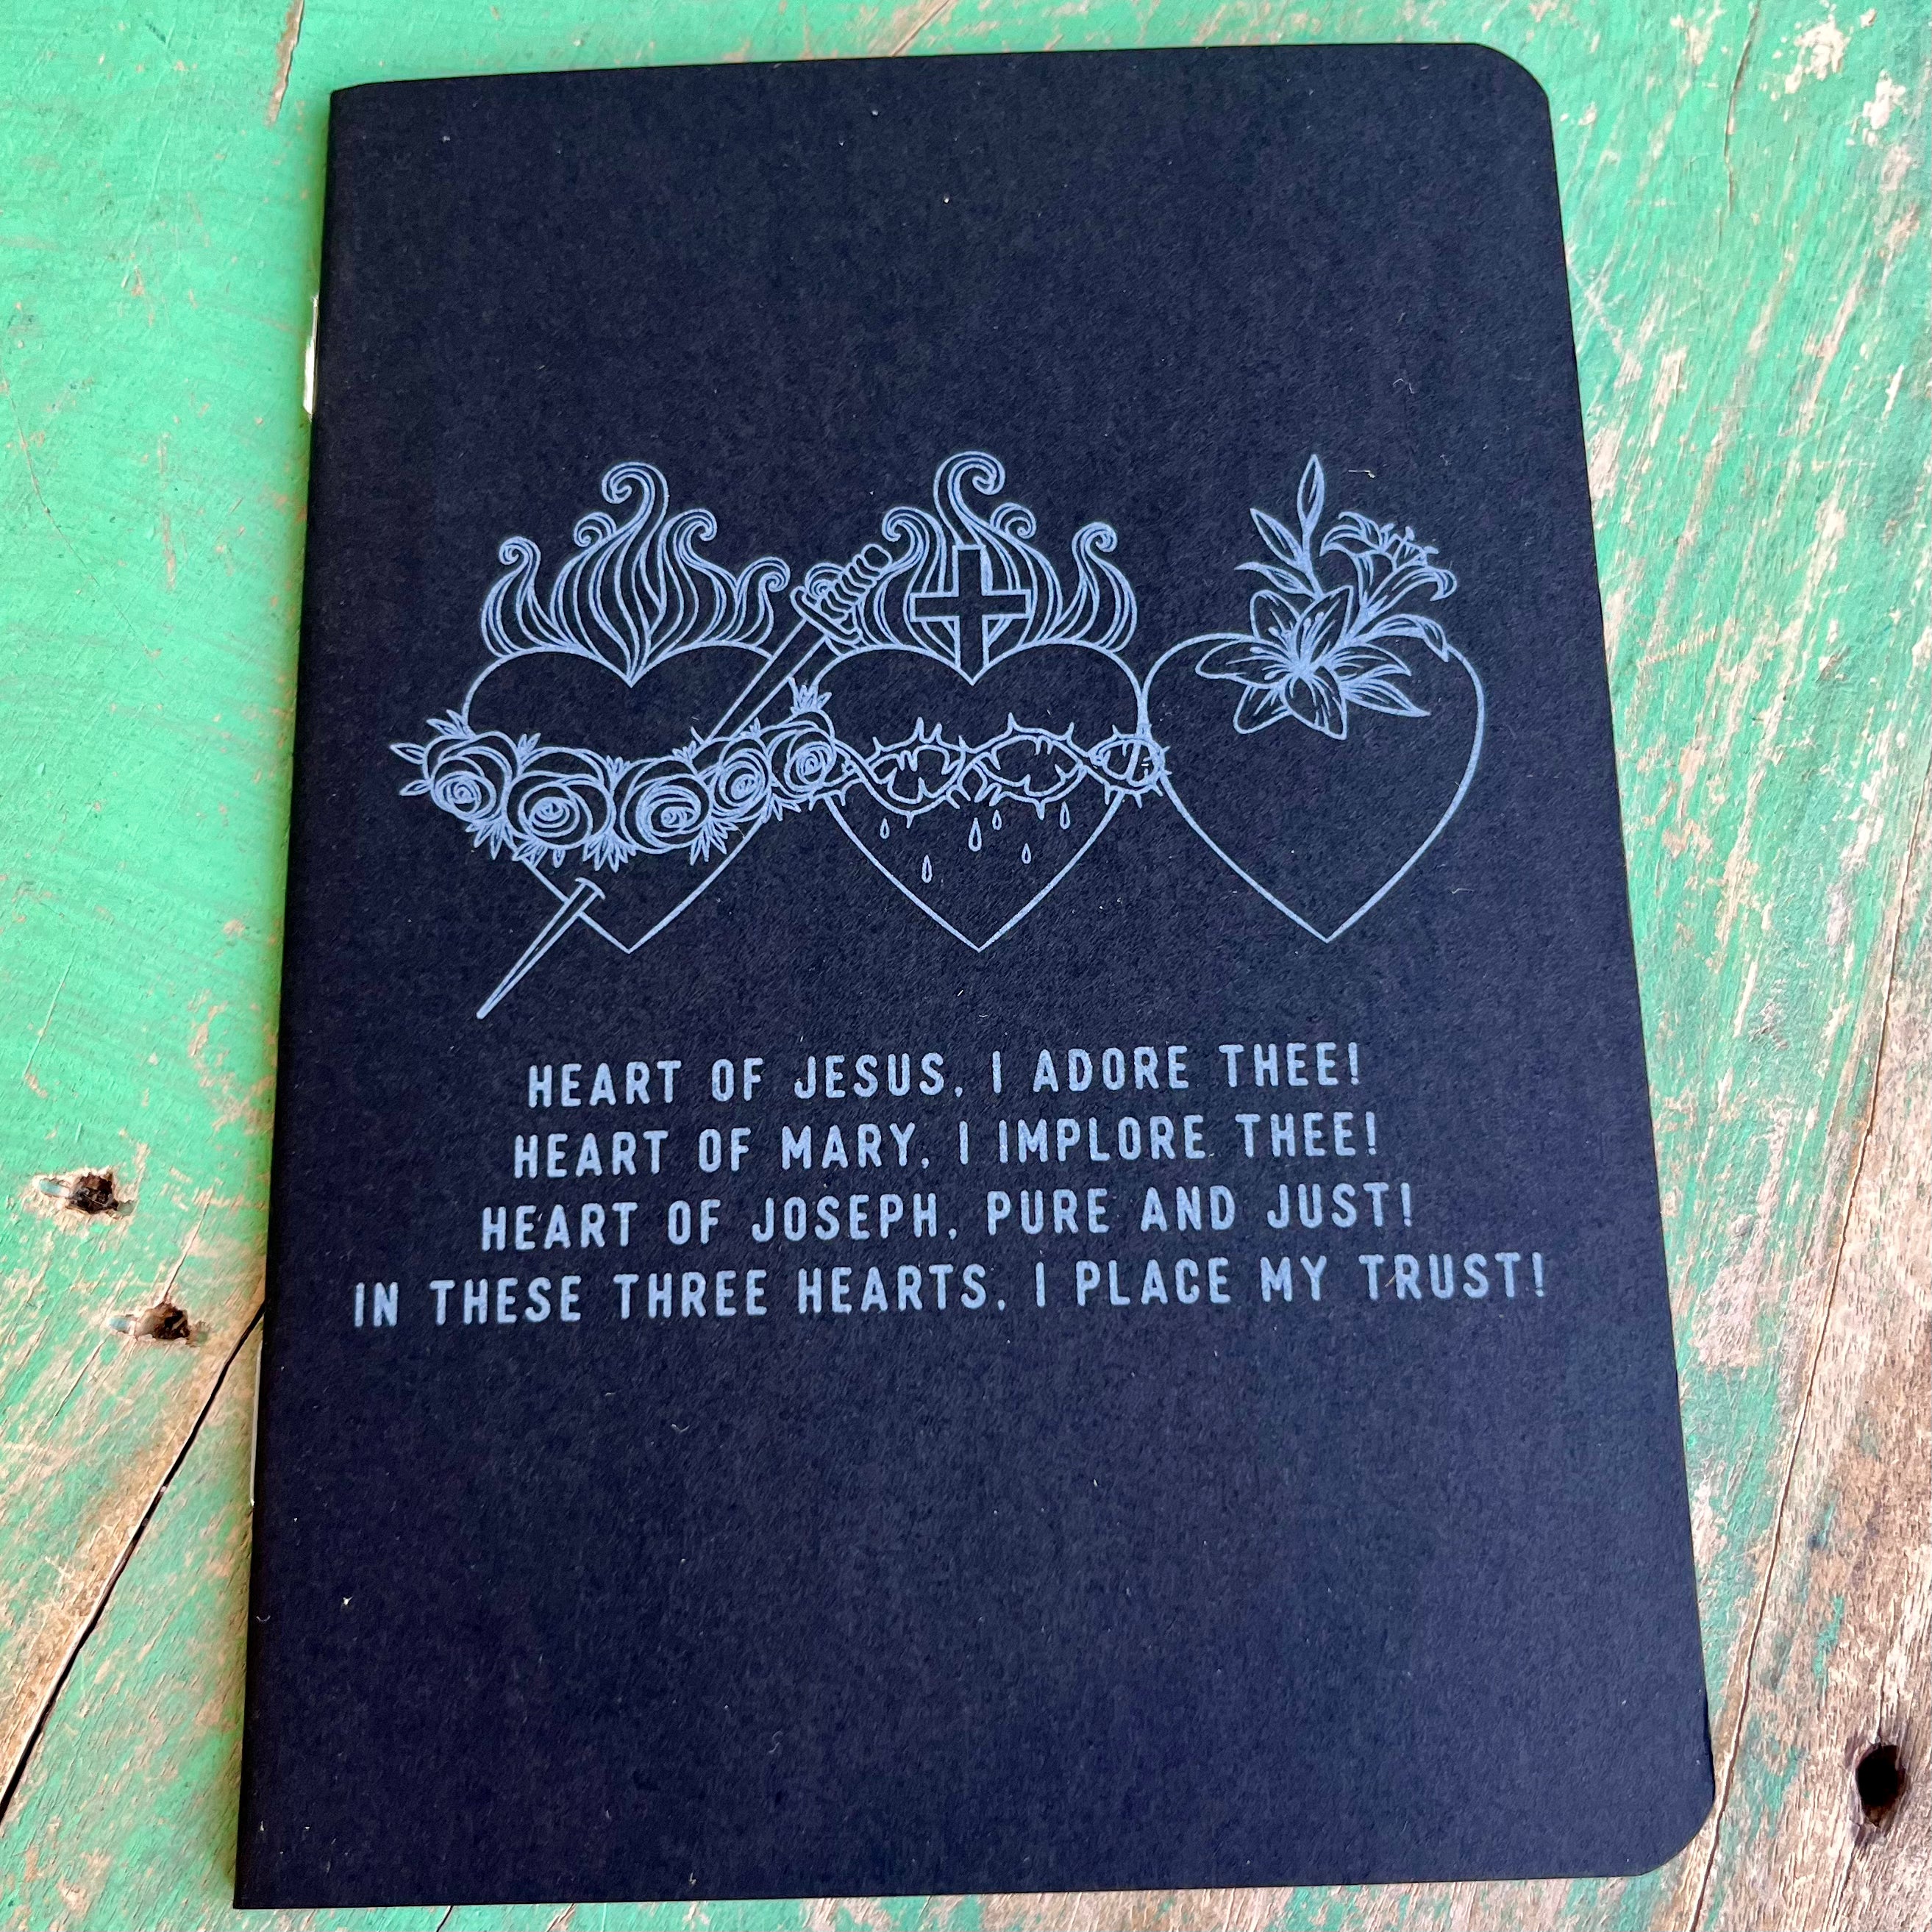 HEART OF JESUS, I ADORE THEE!
HEART OF MARY, I IMPLORE THEE!
HEART OF JOSEPH, PURE AND JUST!
IN THESE THREE HEARTS, I PLACE MY TRUST!